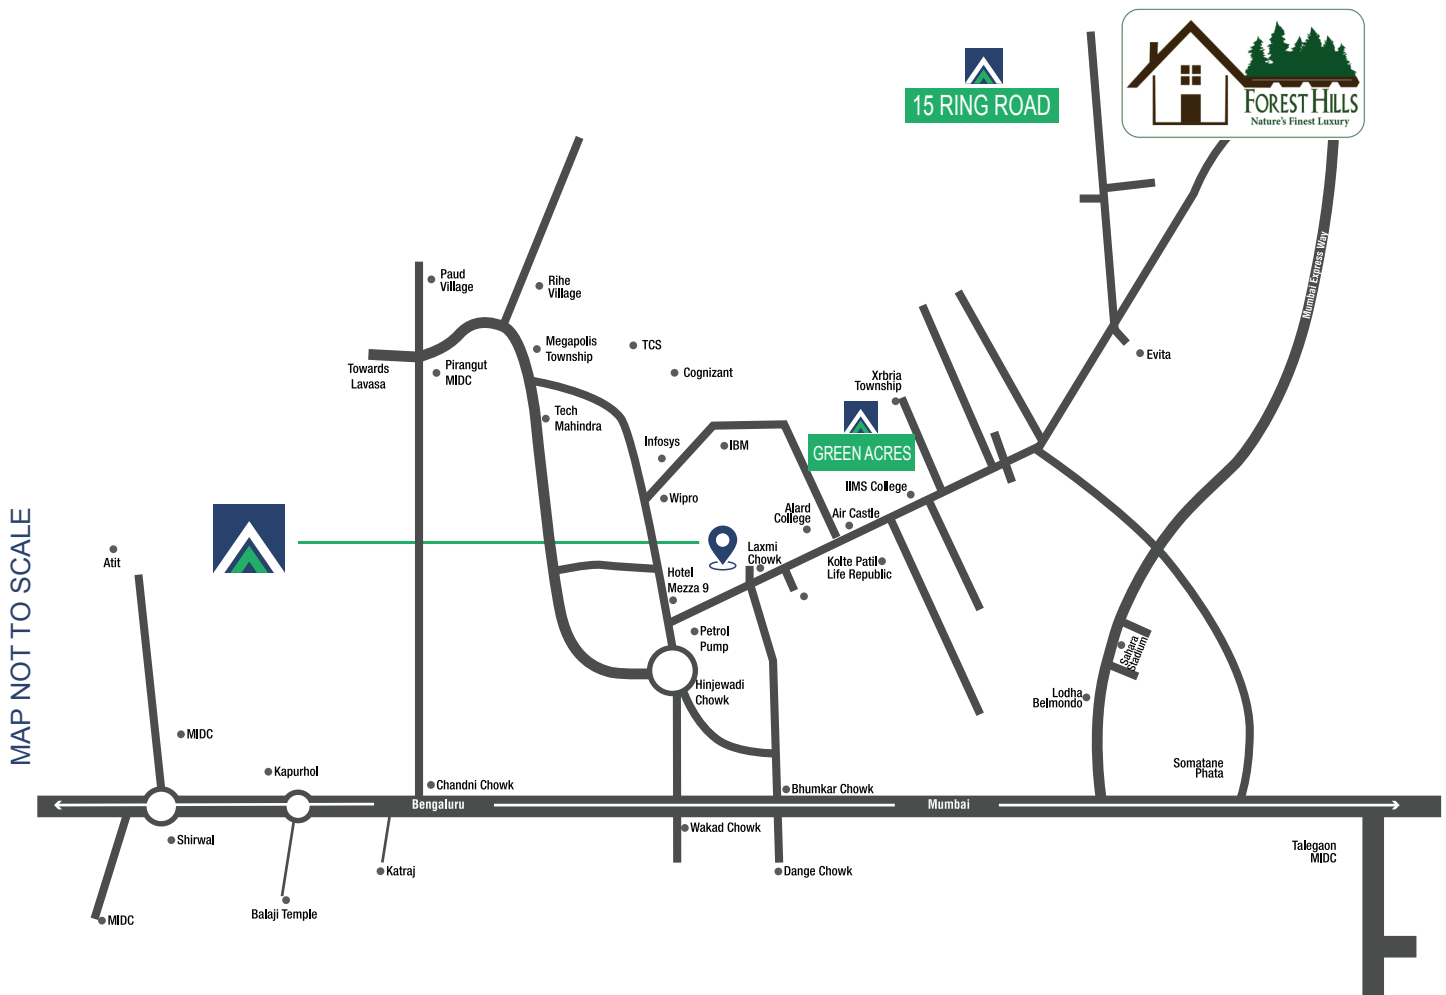 15 RING ROAD
FOREST HILLS
Nature's Finest Luxury
Mumbai Express Way
Paud
Village
Rihe
Village
Megapolis
Township
TCS
Cognizant
Evita
Towards
Lavasa
Pirangut
MIDC
Xrbria
Township
Tech
Mahindra
Infosys
IBM
GREEN ACRES
Wipro
IIMS College
Alard
College
Air Castle
MAP NOT TO SCALE
Atit
Laxmi
Chowk
Kolte Patil
Life Republic
Hotel
Mezza 9
Petrol
Pump
Sahara
Stadium
Hinjewadi
Chowk
Lodha
Belmondo
MIDC
Kapurhol
Somatane
Phata
Chandni Chowk
Bhumkar Chowk
Bengaluru
Mumbai
Shirwal
Wakad Chowk
Talegaon
MIDC
Katraj
Dange Chowk
Balaji Temple
MIDC